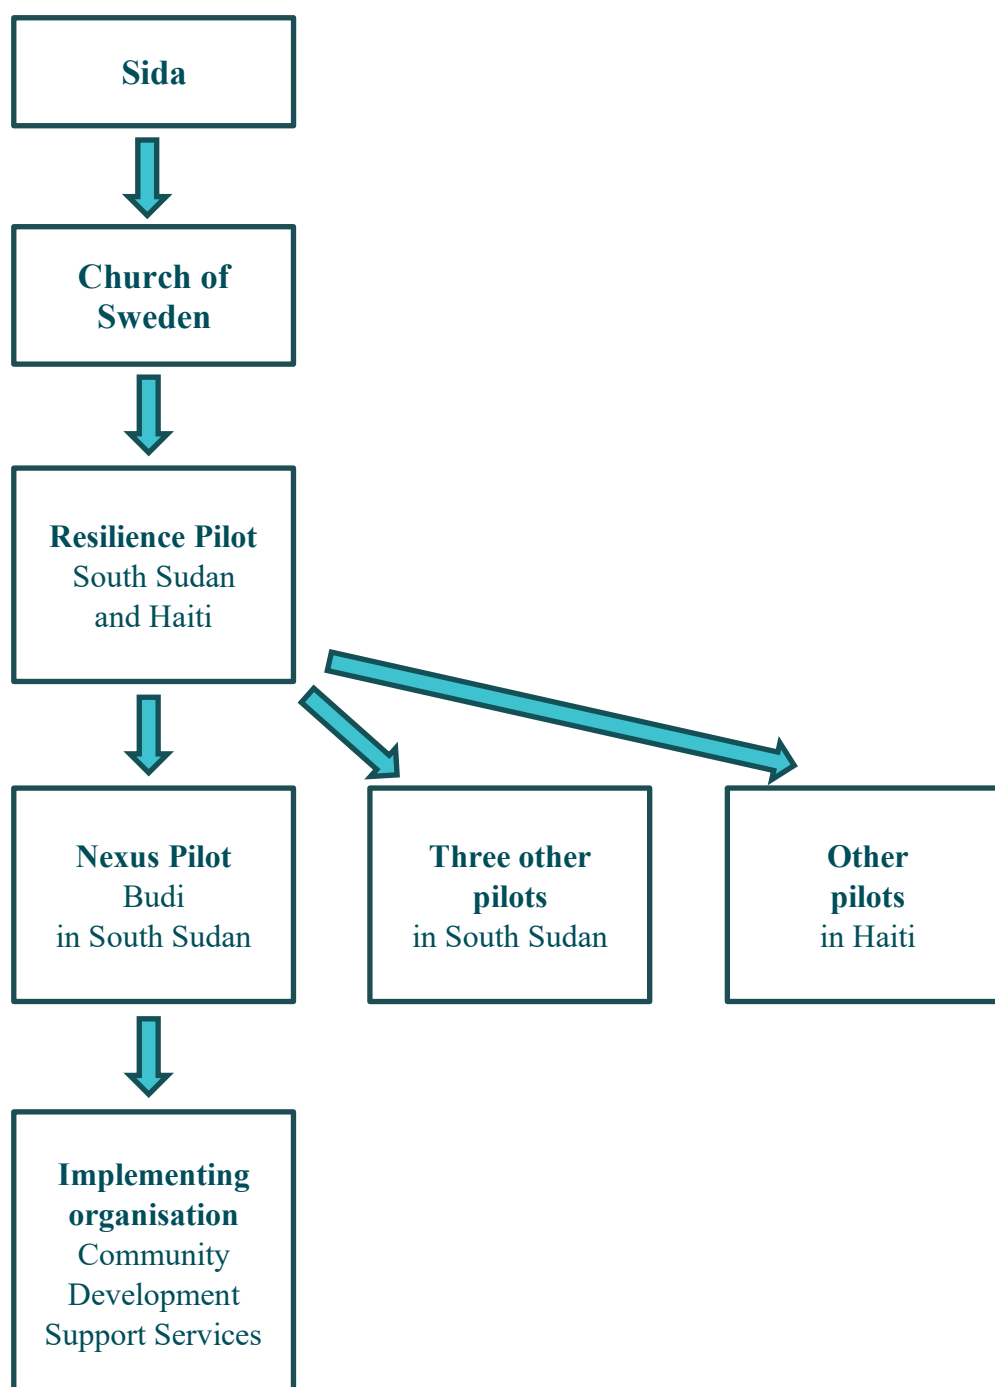 Sida
Church of
Sweden
Resilience Pilot
South Sudan
and Haiti
Nexus Pilot
Budi
in South Sudan
Three other
pilots
in South Sudan
Other
pilots
in Haiti
Implementing
organisation
Community
Development
Support Services